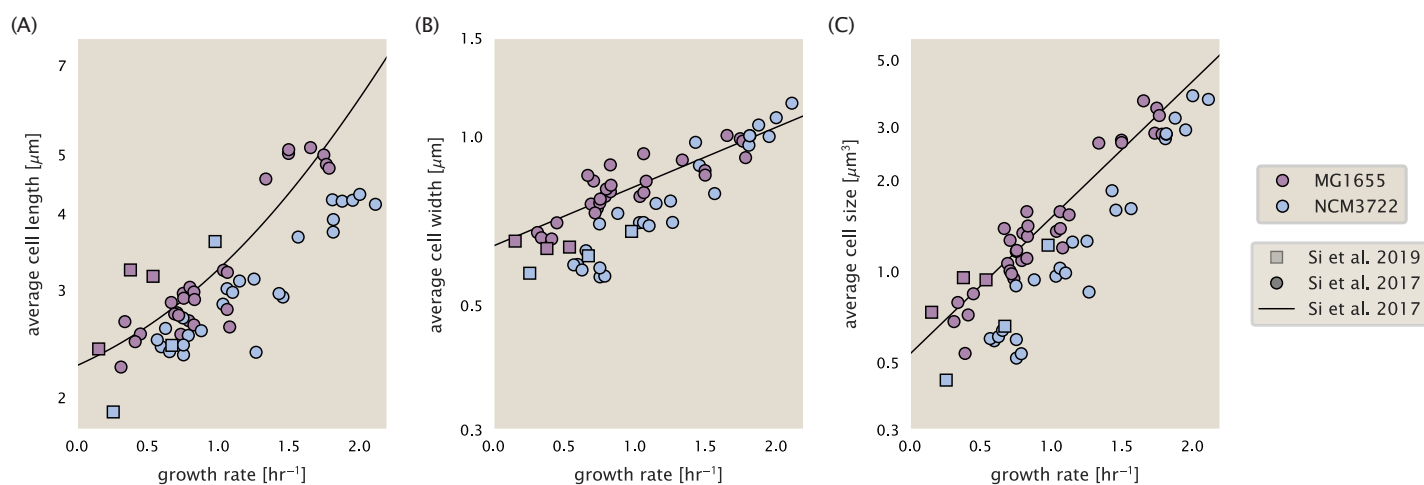 (A)
average cell length [μm]
7
5
4
3
2
0.0 0.5 1.0 1.5 2.0
growth rate [hr⁻¹]
(B)
average cell width [μm]
1.5
1.0
0.5
0.3
0.0 0.5 1.0 1.5 2.0
growth rate [hr⁻¹]
(C)
average cell size [μm³]
5.0
3.0
2.0
1.0
0.5
0.3
0.0 0.5 1.0 1.5 2.0
growth rate [hr⁻¹]
MG1655
NCM3722
Si et al. 2019
Si et al. 2017
Si et al. 2017